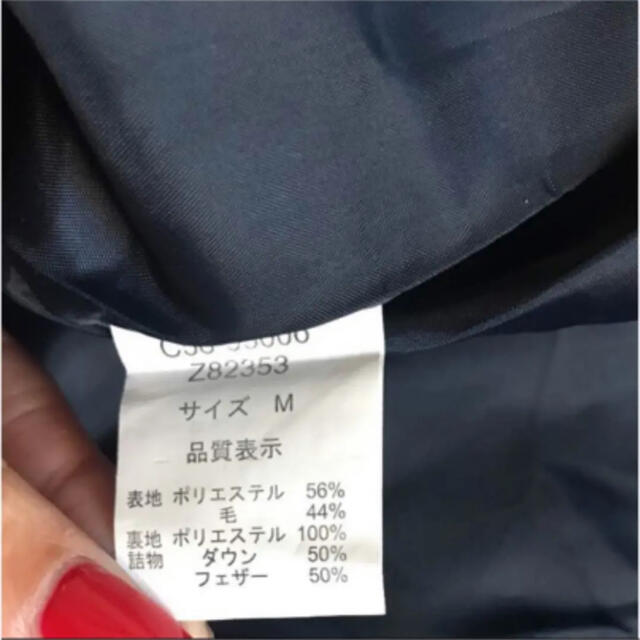 Z82353
サイズ M
品質表示
表地 ポリエステル 56%
毛 44%
裏地 ポリエステル 100%
詰物 ダウン 50%
フェザー 50%